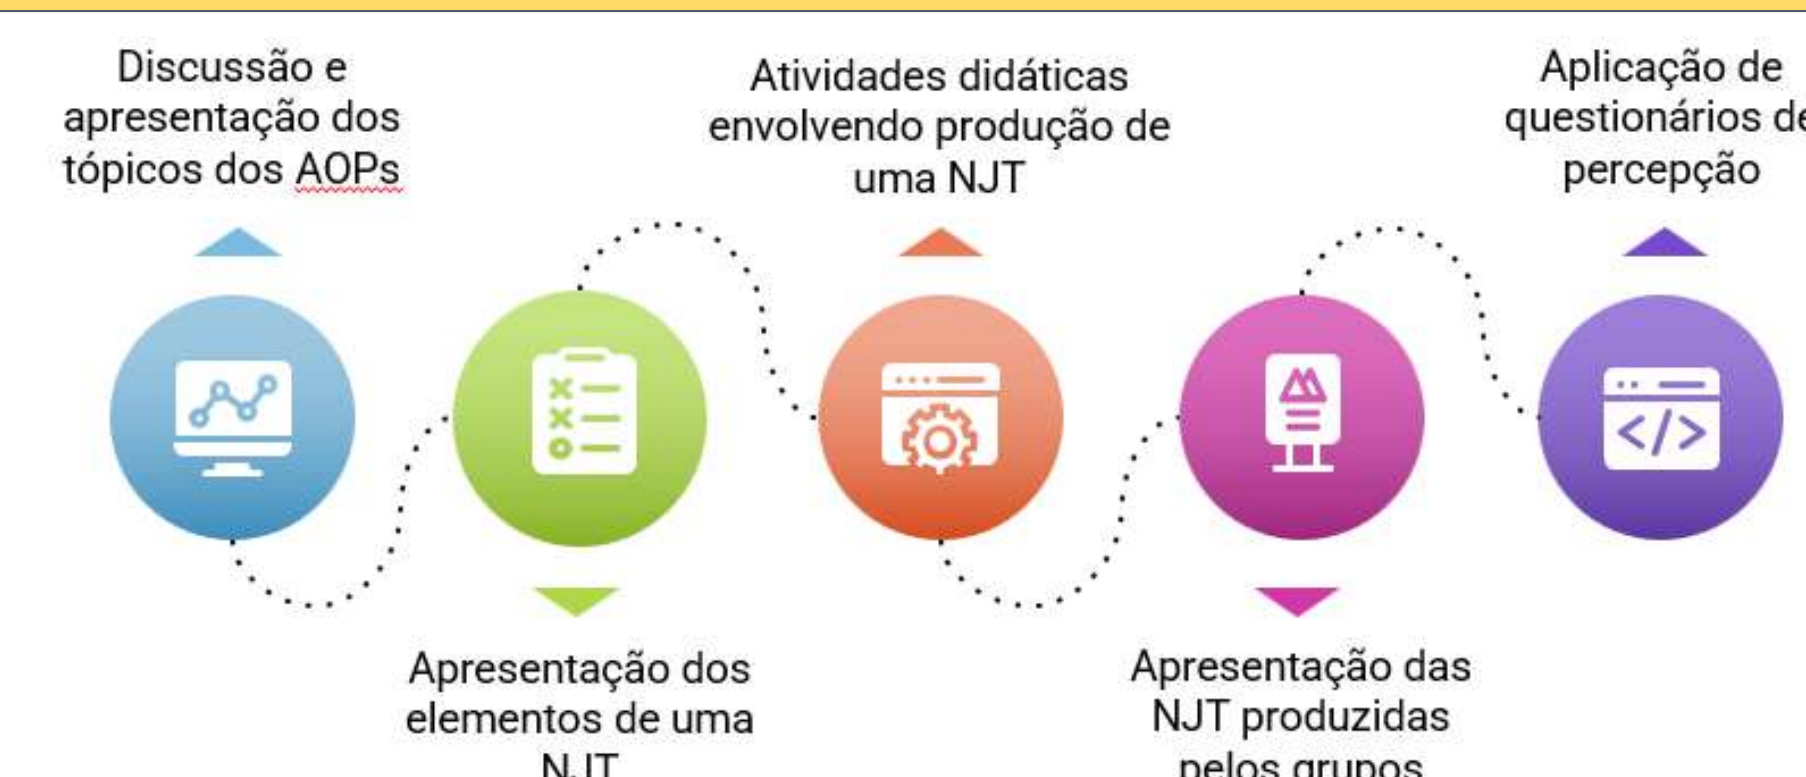 Discussão e
apresentação dos
tópicos dos AOPs
Apresentação dos
elementos de uma
NJT
Atividades didáticas
envolvendo produção de
uma NJT
Apresentação das
NJT produzidas
pelos grupos
Aplicação de
questionários de
percepção